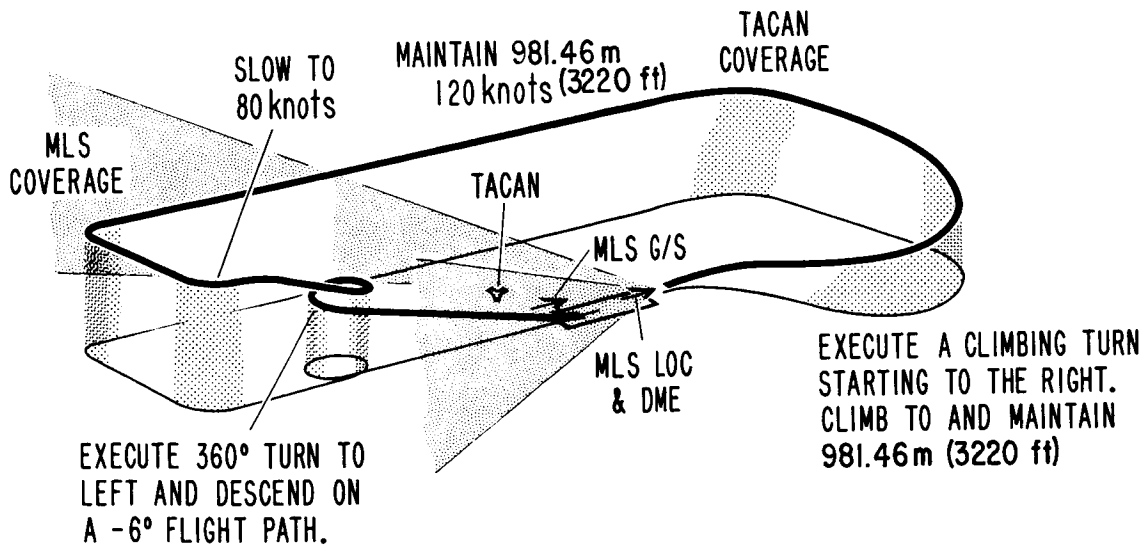 TACAN
COVERAGE
MAINTAIN 981.46 m
120 knots (3220 ft)
SLOW TO
80 knots
MLS
COVERAGE
TACAN
MLS G/S
MLS LOC
& DME
EXECUTE A CLIMBING TURN
STARTING TO THE RIGHT.
CLIMB TO AND MAINTAIN
981.46 m (3220 ft)
EXECUTE 360° TURN TO
LEFT AND DESCEND ON
A -6° FLIGHT PATH.